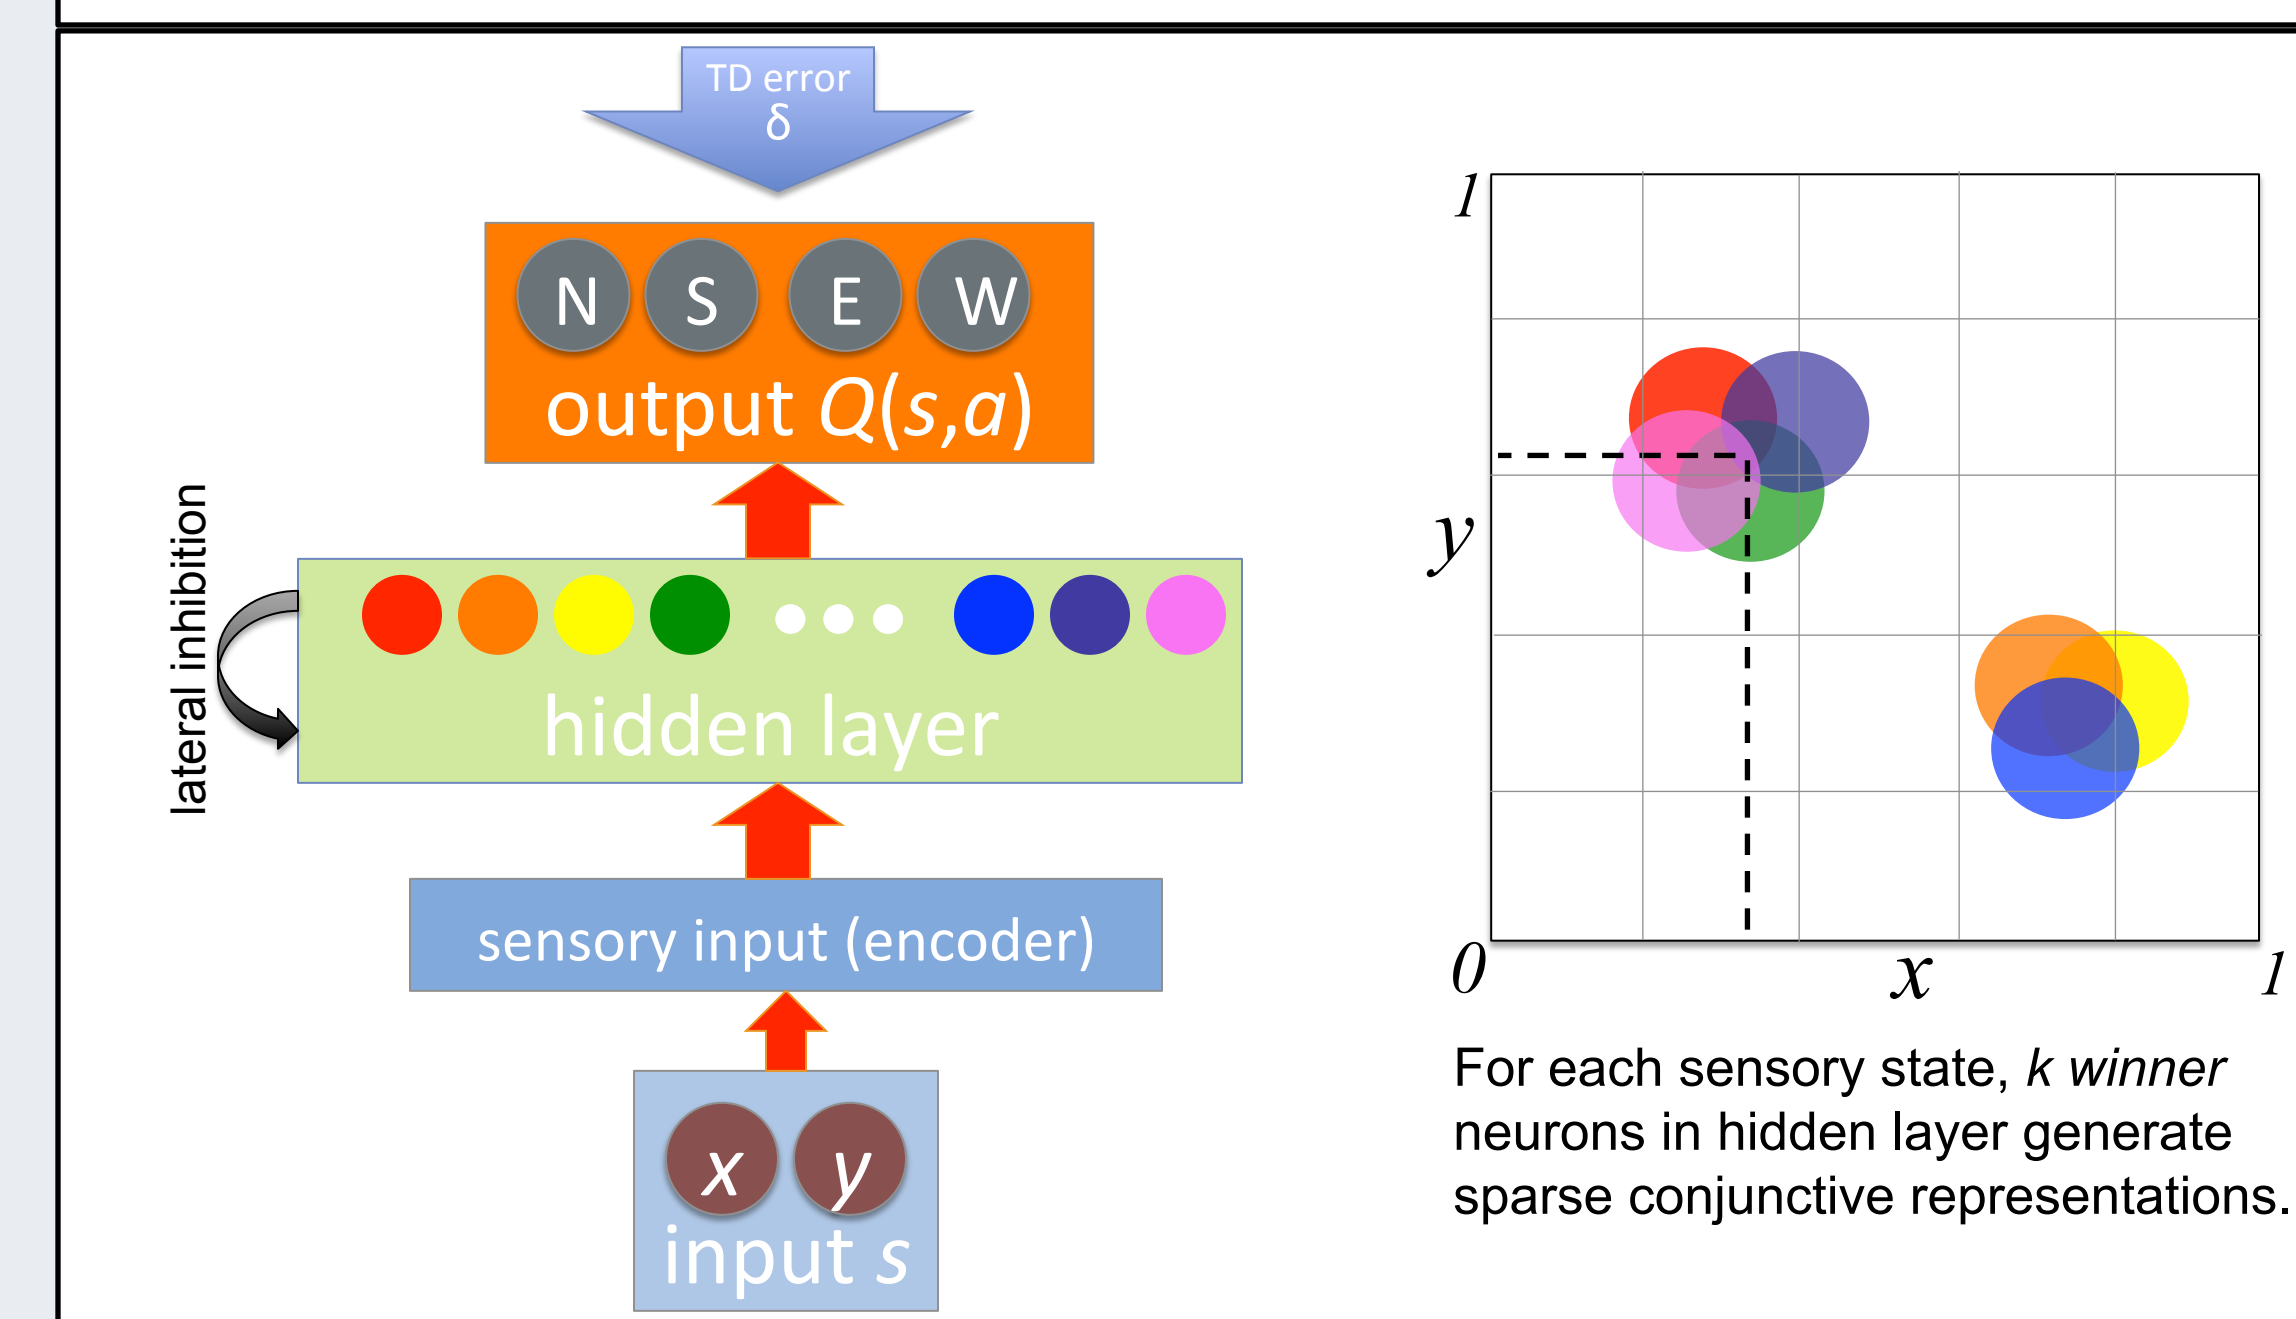 TD error
δ
N S E W
output Q(s,a)
lateral inhibition
hidden layer
sensory input (encoder)
x y
input s
1
y
0
x
1
For each sensory state, k winner
neurons in hidden layer generate
sparse conjunctive representations.